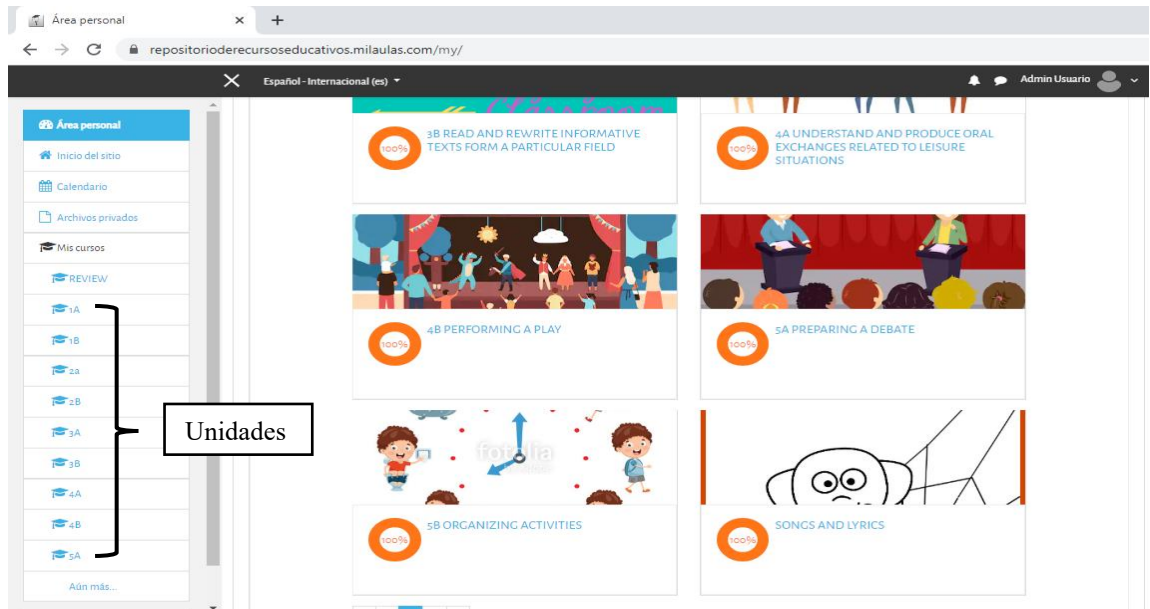 Área personal
repositorioderecursoseducativos.milaulas.com/my/
Español - Internacional (es)
Admin Usuario
Área personal
Inicio del sitio
Calendario
Archivos privados
Mis cursos
REVIEW
1A
1B
2a
2B
3A
3B
4A
4B
5A
Aún más...
Unidades
100%
3B READ AND REWRITE INFORMATIVE
TEXTS FORM A PARTICULAR FIELD
100%
4A UNDERSTAND AND PRODUCE ORAL
EXCHANGES RELATED TO LEISURE
SITUATIONS
100%
4B PERFORMING A PLAY
100%
5A PREPARING A DEBATE
fotolia
100%
5B ORGANIZING ACTIVITIES
100%
SONGS AND LYRICS